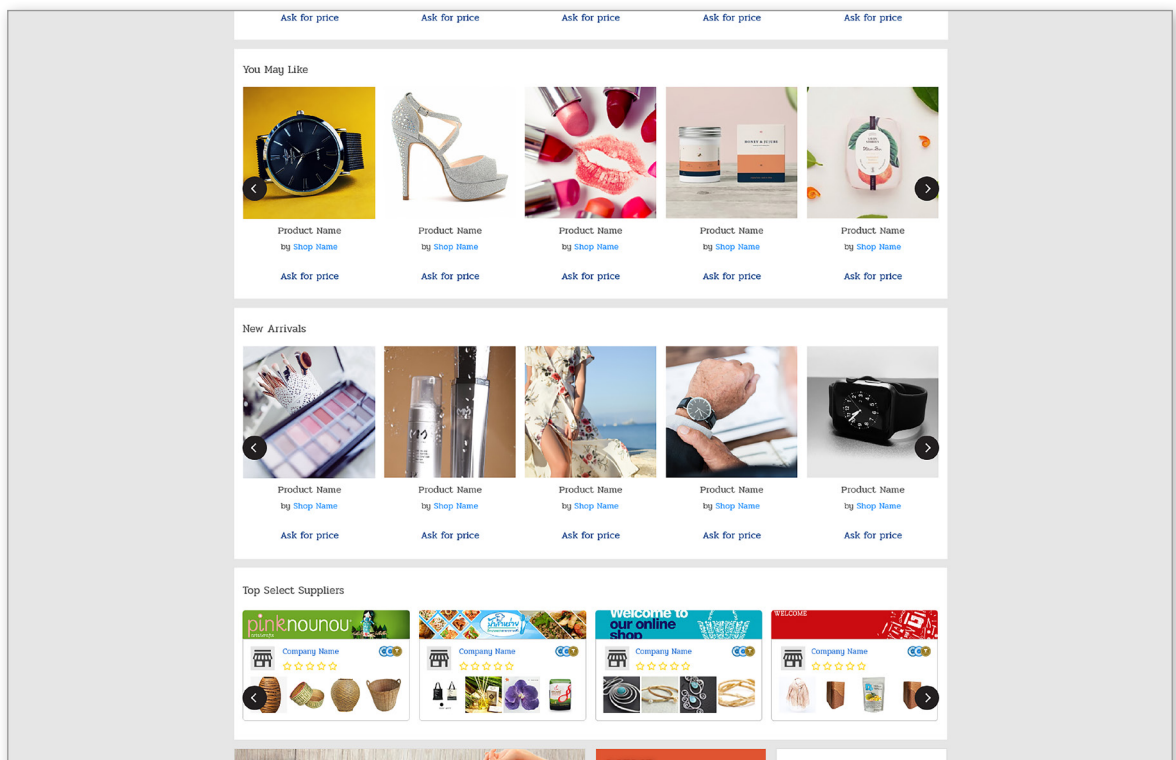 Ask for price Ask for price Ask for price Ask for price Ask for price
You May Like
HONEY & SUGAR
Product Name Product Name Product Name Product Name Product Name
by Shop Name by Shop Name by Shop Name by Shop Name by Shop Name
Ask for price Ask for price Ask for price Ask for price Ask for price
New Arrivals
Product Name Product Name Product Name Product Name Product Name
by Shop Name by Shop Name by Shop Name by Shop Name by Shop Name
Ask for price Ask for price Ask for price Ask for price Ask for price
Top Select Suppliers
pinknounou
Welcome to
our online
shop
WELCOME
Company Name Company Name Company Name Company Name